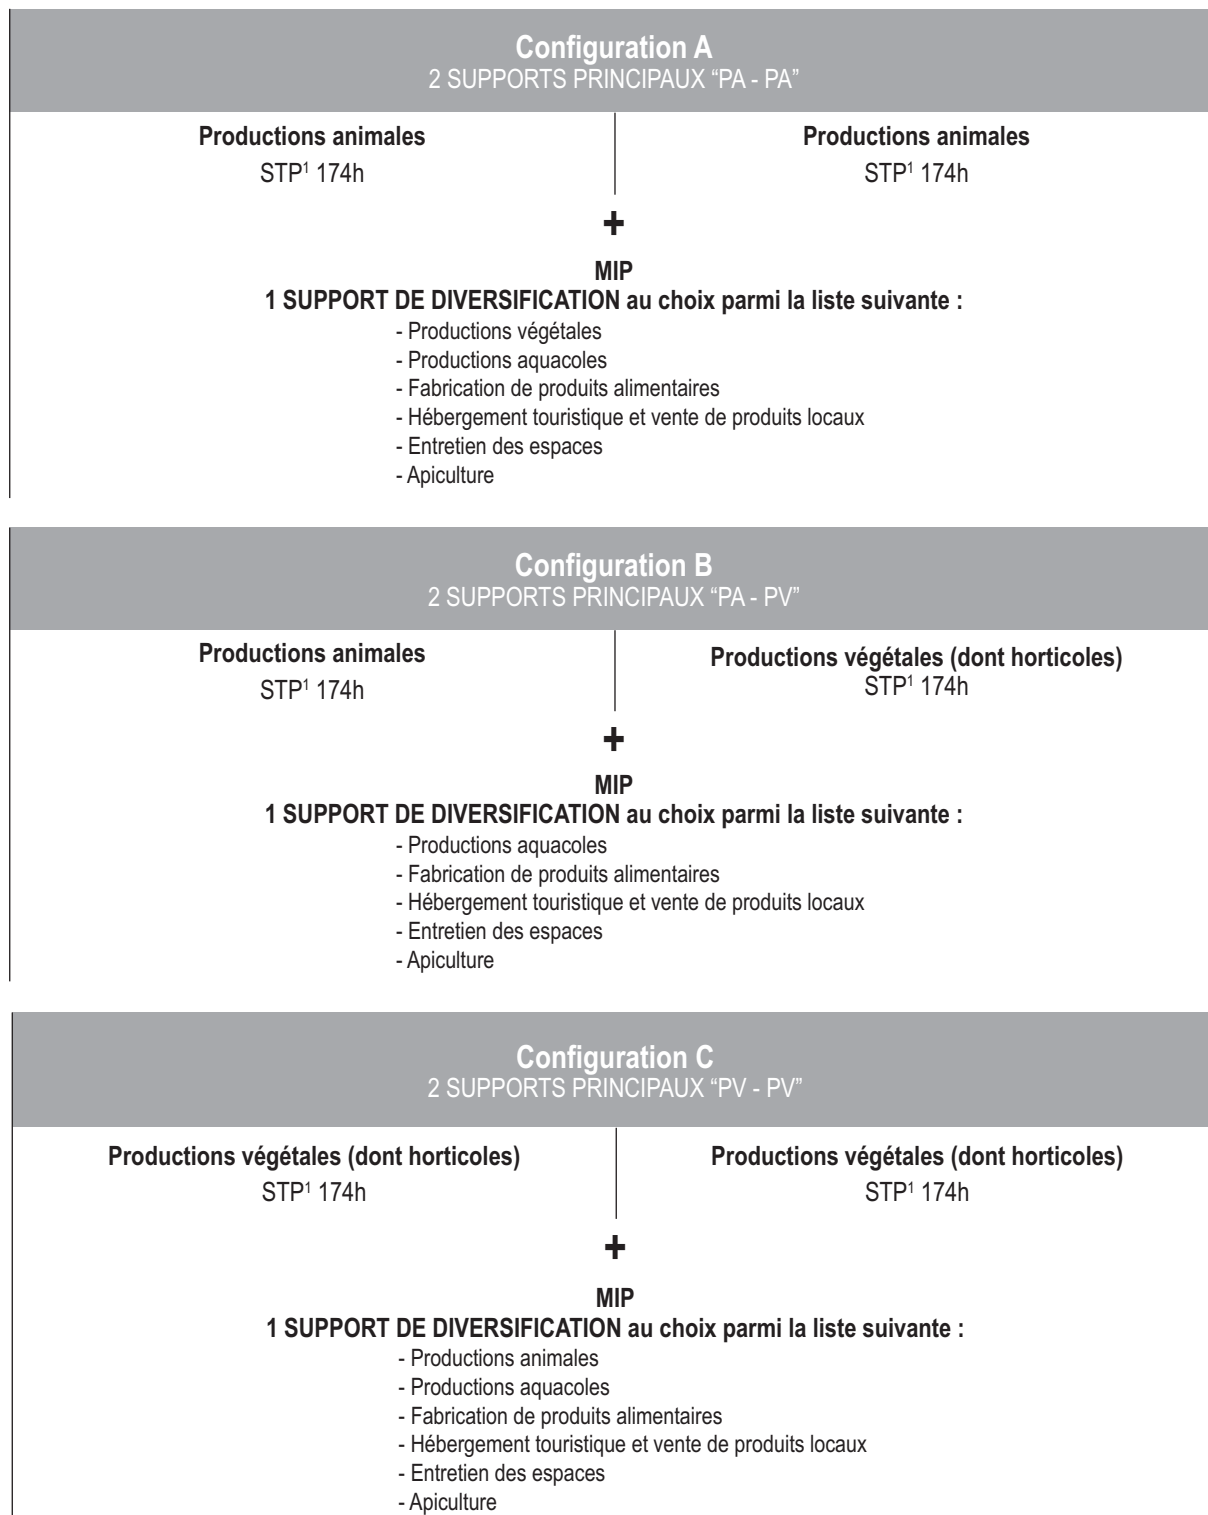 Configuration A
2 SUPPORTS PRINCIPAUX “PA - PA”
Productions animales
STP¹ 174h
Productions animales
STP¹ 174h
+
MIP
1 SUPPORT DE DIVERSIFICATION au choix parmi la liste suivante :
- Productions végétales
- Productions aquacoles
- Fabrication de produits alimentaires
- Hébergement touristique et vente de produits locaux
- Entretien des espaces
- Apiculture
Configuration B
2 SUPPORTS PRINCIPAUX “PA - PV”
Productions animales
STP¹ 174h
Productions végétales (dont horticoles)
STP¹ 174h
+
MIP
1 SUPPORT DE DIVERSIFICATION au choix parmi la liste suivante :
- Productions aquacoles
- Fabrication de produits alimentaires
- Hébergement touristique et vente de produits locaux
- Entretien des espaces
- Apiculture
Configuration C
2 SUPPORTS PRINCIPAUX “PV - PV”
Productions végétales (dont horticoles)
STP¹ 174h
Productions végétales (dont horticoles)
STP¹ 174h
+
MIP
1 SUPPORT DE DIVERSIFICATION au choix parmi la liste suivante :
- Productions animales
- Productions aquacoles
- Fabrication de produits alimentaires
- Hébergement touristique et vente de produits locaux
- Entretien des espaces
- Apiculture